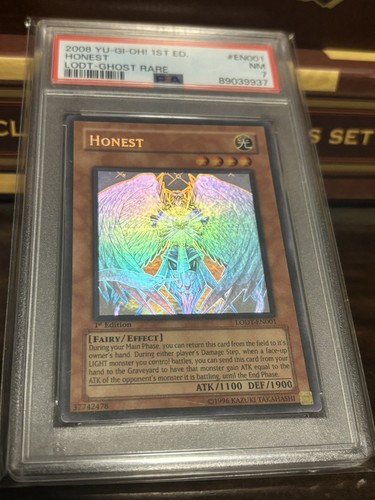 2008 YU-GI-OH! 1ST ED. #EN001
HONEST NM 7
LODT-GHOST RARE PSA 89039937
S SET
HONEST
1st Edition LODT-EN001
[FAIRY/EFFECT]
During your Main Phase, you can return this card from the field to it's
owner's hand. During either player's Damage Step, when a face-up
LIGHT monster you control battles, you can send this card from your
hand to the Graveyard to have that monster gain ATK equal to the
ATK of the opponent's monster it is battling, until the End Phase.
ATK/1100 DEF/1900
37742478 ©1996 KAZUKI TAKAHASHI